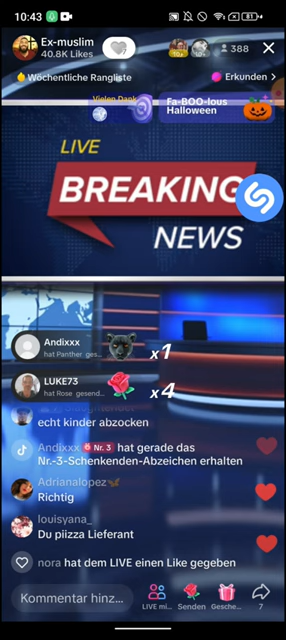 10:43
81%
Ex-muslim
40.8K Likes
10+
10+
388
Wöchentliche Rangliste
Erkunden >
Vielen Dank
Fa-BOO-lous
Halloween
LIVE
BREAKING
NEWS
Andixxx
hat Panther ges...
x1
LUKE73
hat Rose gesend...
x4
echt kinder abzocken
Andixxx Nr. 3 hat gerade das
Nr.-3-Schenkenden-Abzeichen erhalten
Adrianalopez
Richtig
louisyana_
Du piizza Lieferant
nora hat dem LIVE einen Like gegeben
Kommentar hinz...
LIVE mi...
Senden
Gesche...
7